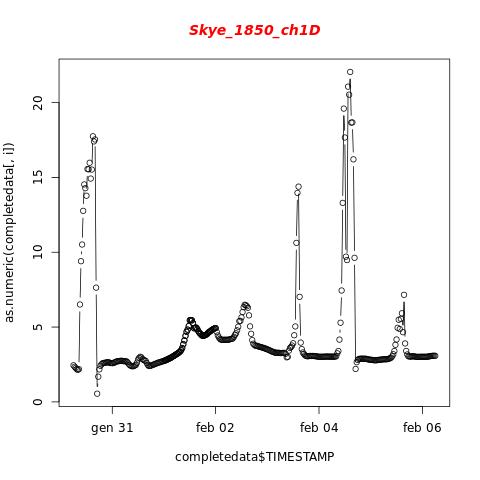 Skye_1850_ch1D
as.numeric(completedata[, i])
20
15
10
5
0
gen 31
feb 02
feb 04
feb 06
completedata$TIMESTAMP